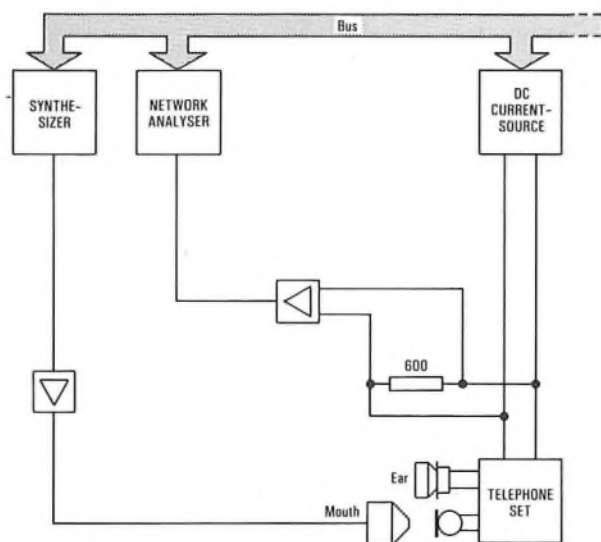 Bus
SYNTHE-
SIZER
NETWORK
ANALYSER
DC
CURRENT-
SOURCE
600
Ear
Mouth
TELEPHONE
SET